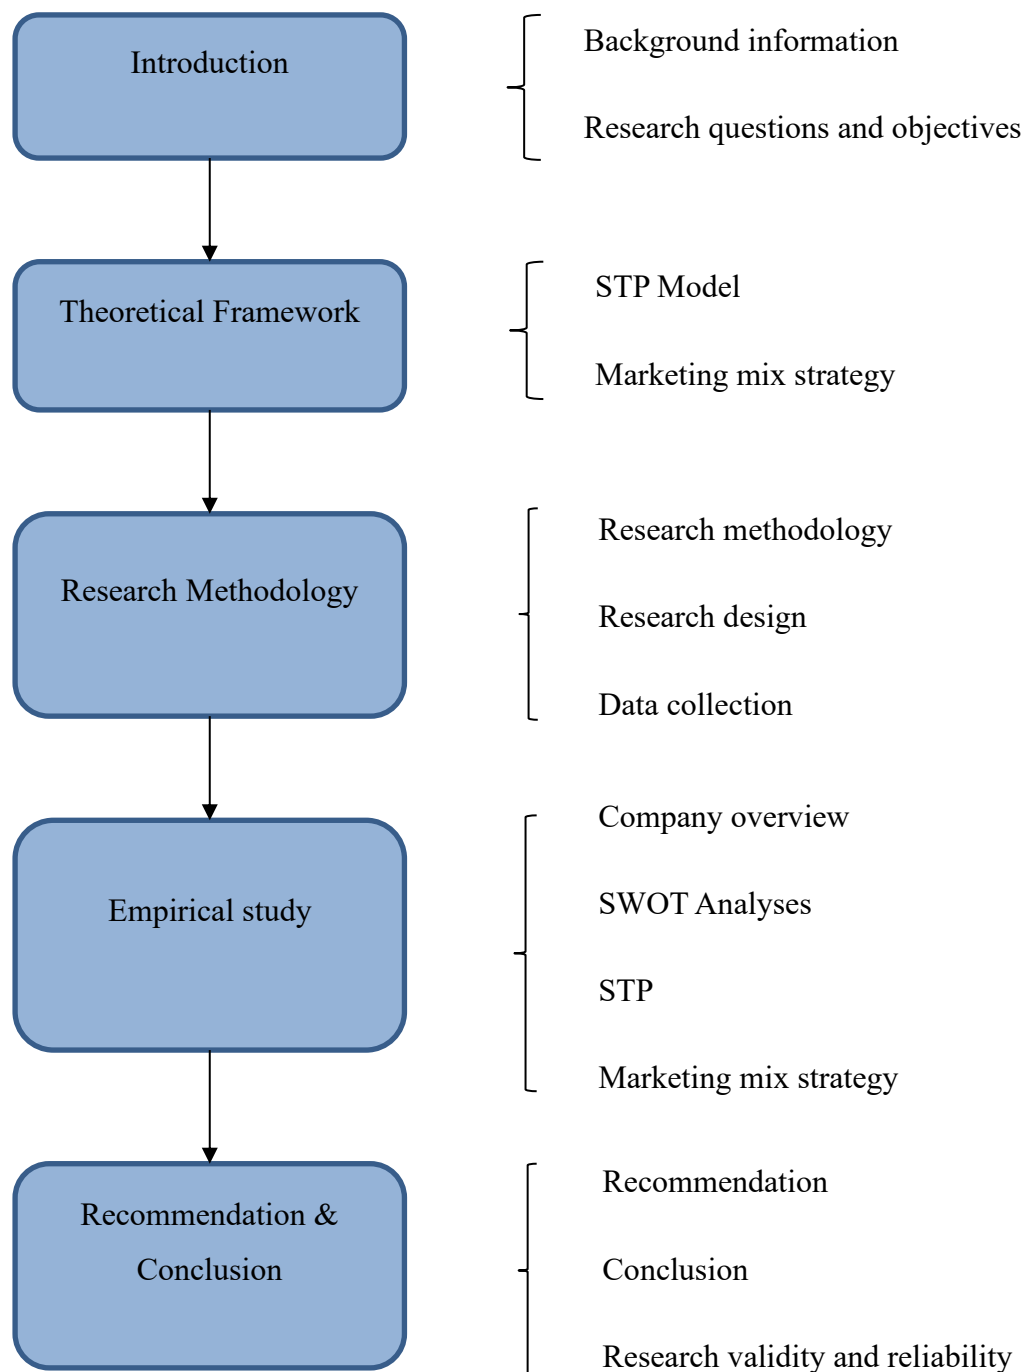 Introduction
Background information
Research questions and objectives
Theoretical Framework
STP Model
Marketing mix strategy
Research Methodology
Research methodology
Research design
Data collection
Empirical study
Company overview
SWOT Analyses
STP
Marketing mix strategy
Recommendation &
Conclusion
Recommendation
Conclusion
Research validity and reliability